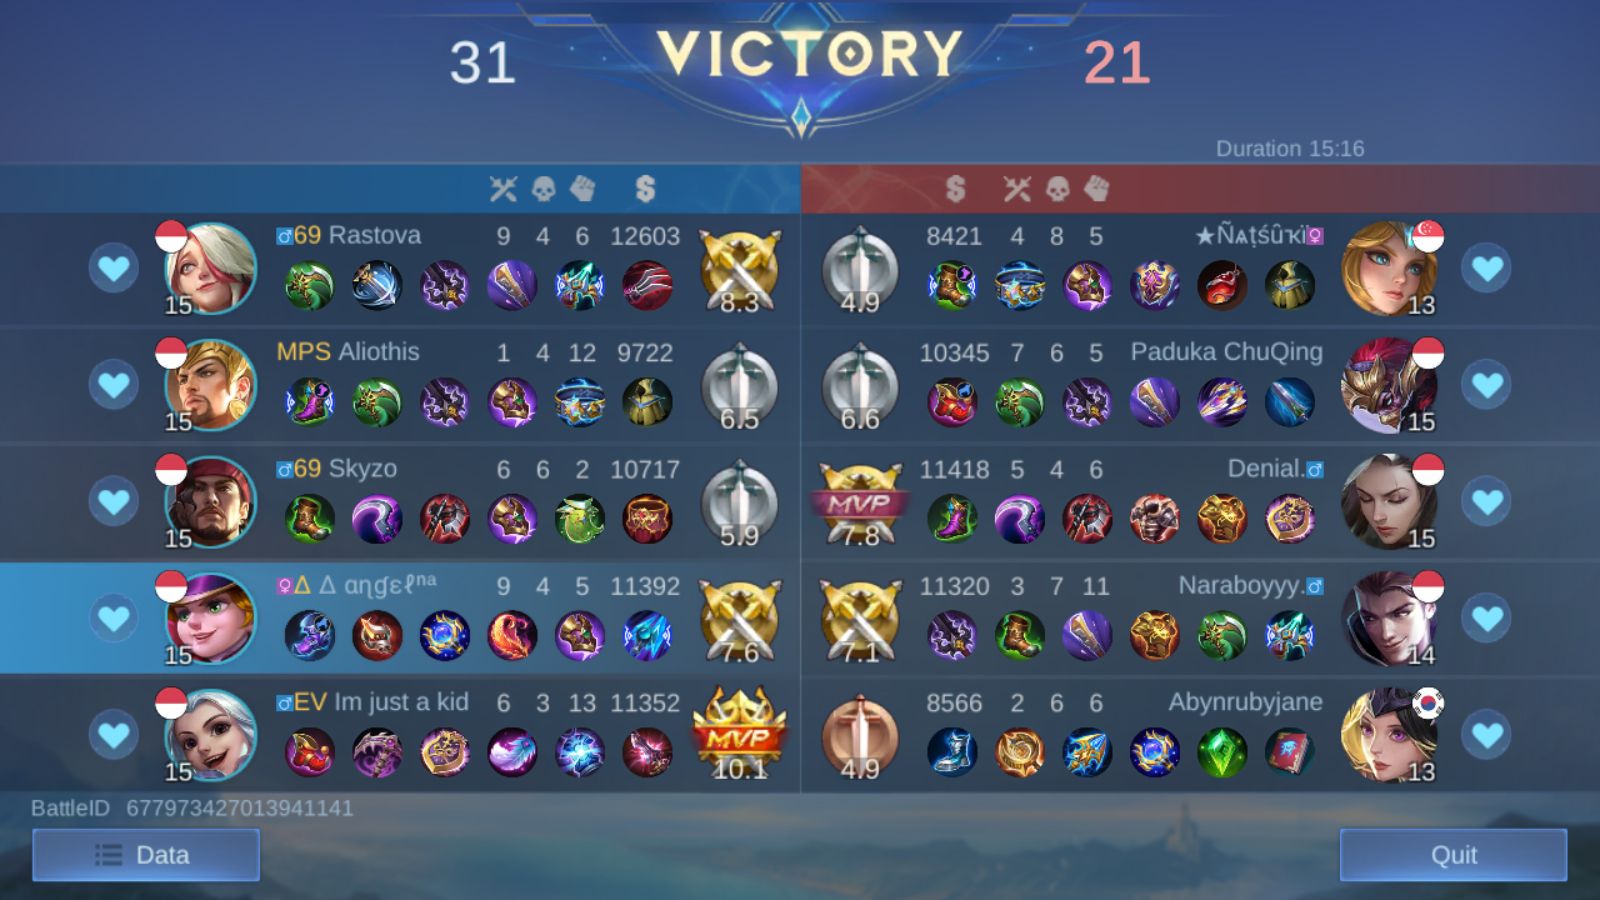 VICTORY
31
21
Duration 15:16
69 Rastova 9 4 6 12603
15
8.3
8421 4 8 5
4.9
13
MPS Aliothis 1 4 12 9722
15
6.5
10345 7 6 5 Paduka ChuQing
6.6
15
69 Skyzo 6 6 2 10717
15
5.9
11418 5 4 6 Denial.
MVP
7.8
15
Δ Δ αηɠεℓⁿᵃ 9 4 5 11392
15
7.6
11320 3 7 11 Naraboyyy.
7.1
14
EV Im just a kid 6 3 13 11352
15
MVP
10.1
8566 2 6 6 Abynrubyjane
4.9
13
BattleID 677973427013941141
Data
Quit